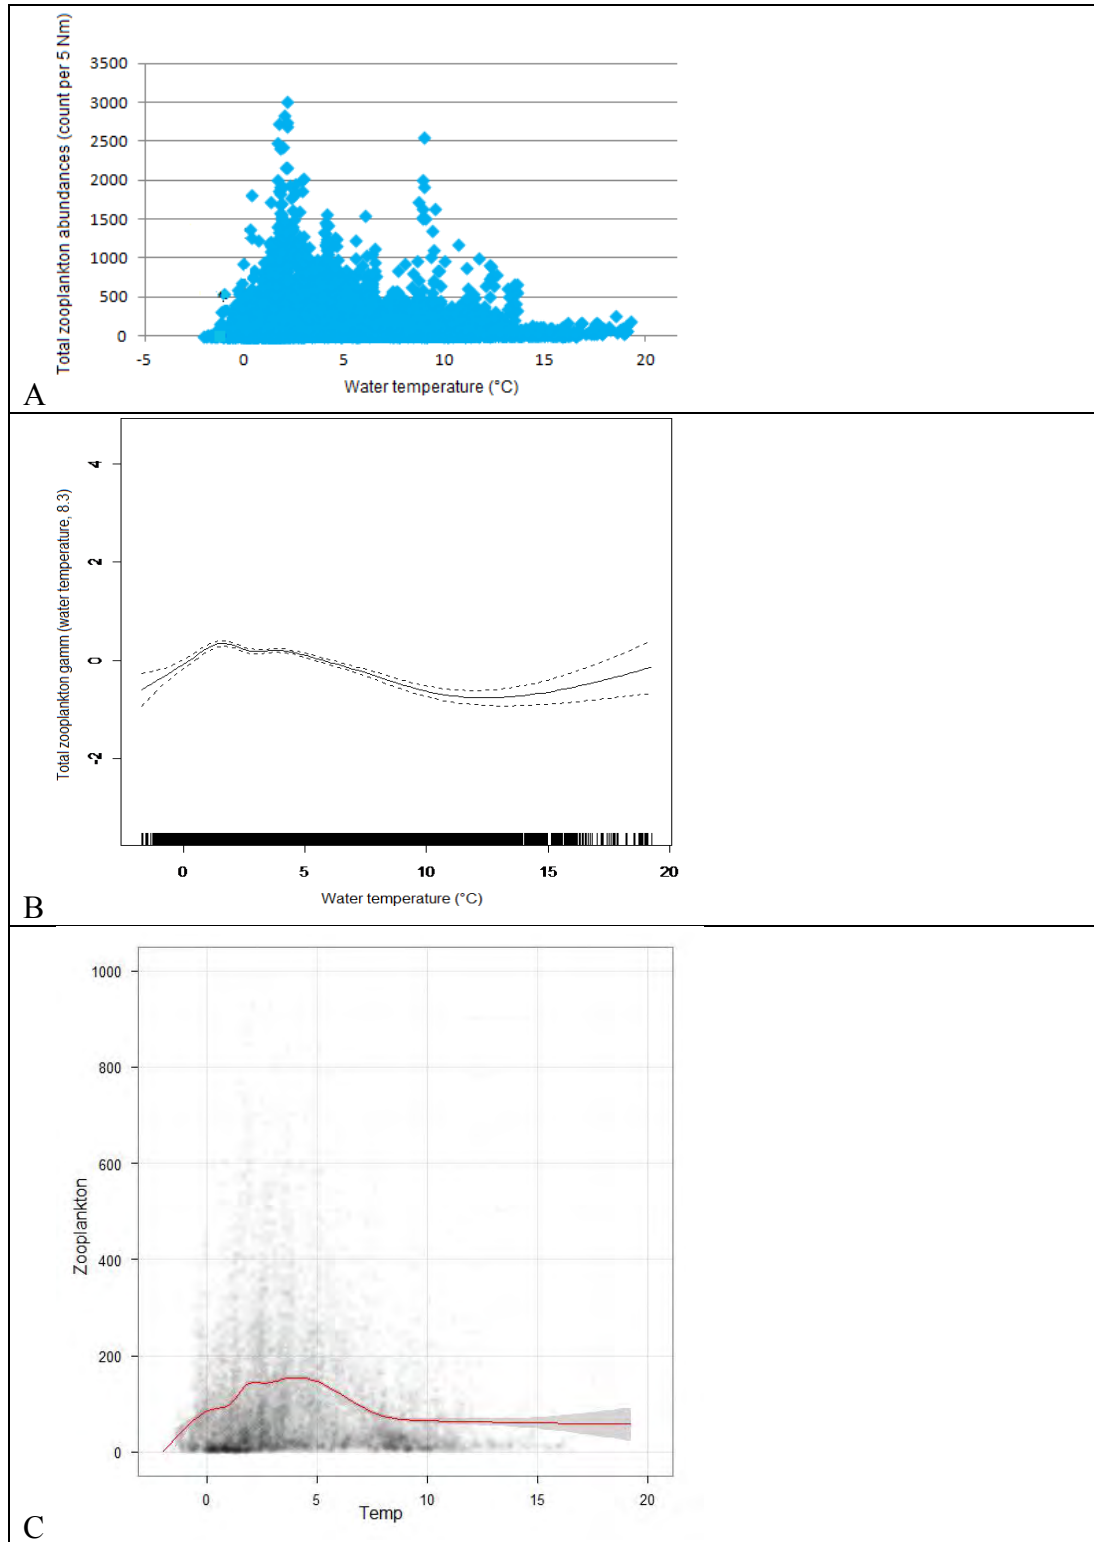 Total zooplankton abundances (count per 5 Nm)
3500
3000
2500
2000
1500
1000
500
0
-5 0 5 10 15 20
Water temperature (°C)
A
Total zooplankton gamm (water temperature, 8.3)
4
2
0
-2
0 5 10 15 20
Water temperature (°C)
B
Zooplankton
1000
800
600
400
200
0
0 5 10 15 20
Temp
C